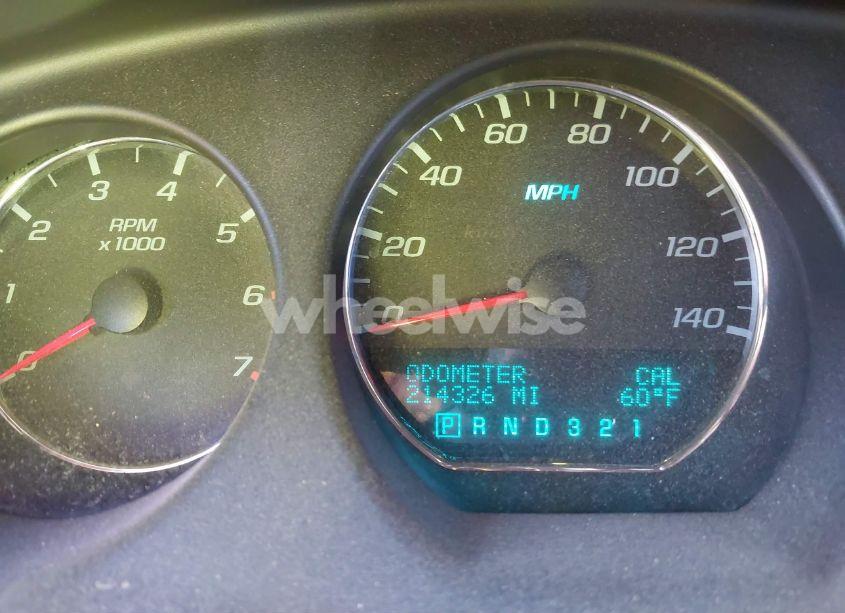 0 1 2 3 4 5 6 7
RPM
x1000
0 20 40 60 80 100 120 140
MPH
wheelwise
ODOMETER CAL
214326 MI 60°F
P R N D 3 2 1